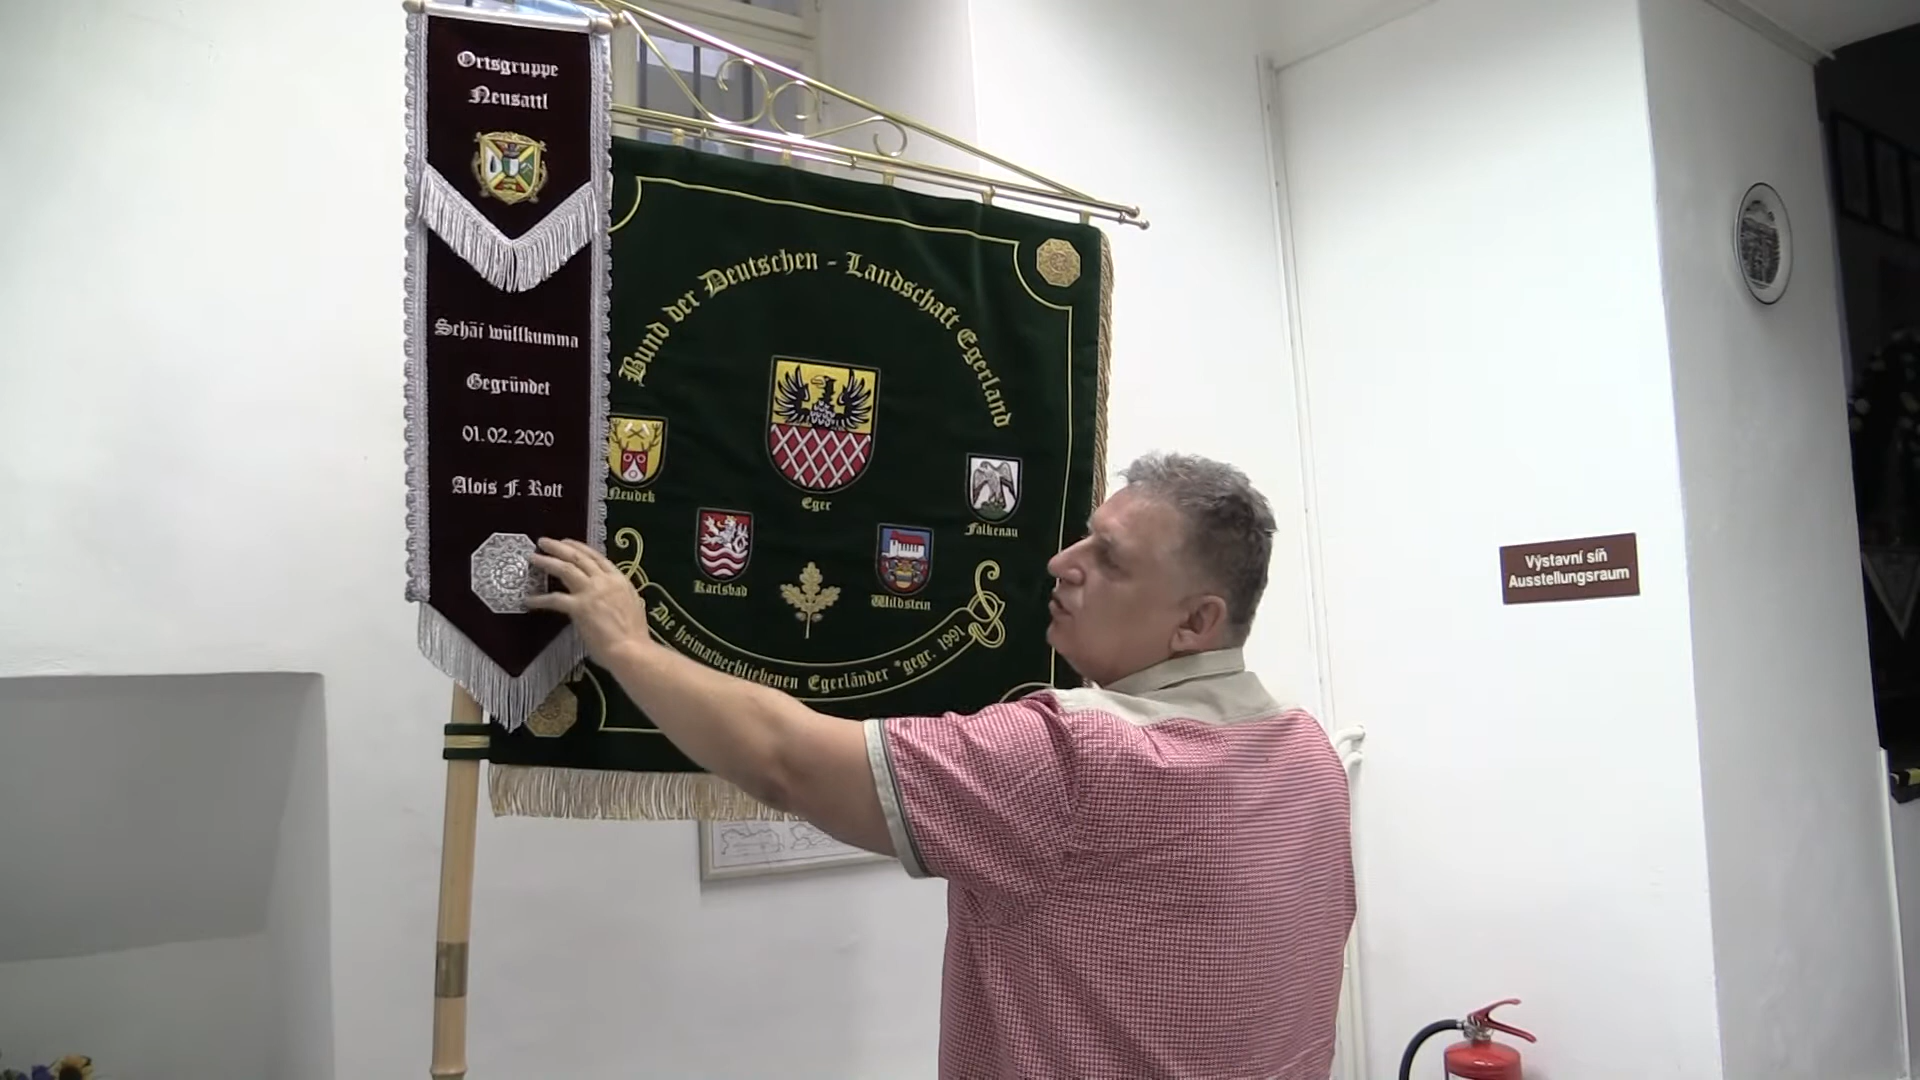 Ortsgruppe
Neusattl
Schäi wüllkumma
Gegründet
01.02.2020
Alois F. Rott
Bund der Deutschen - Landschaft Egerland
Neudek
Eger
Falkenau
Karlsbad
Wildstein
Die heimatverbliebenen Egerländer *gegr. 1991
Výstavní síň
Ausstellungsraum